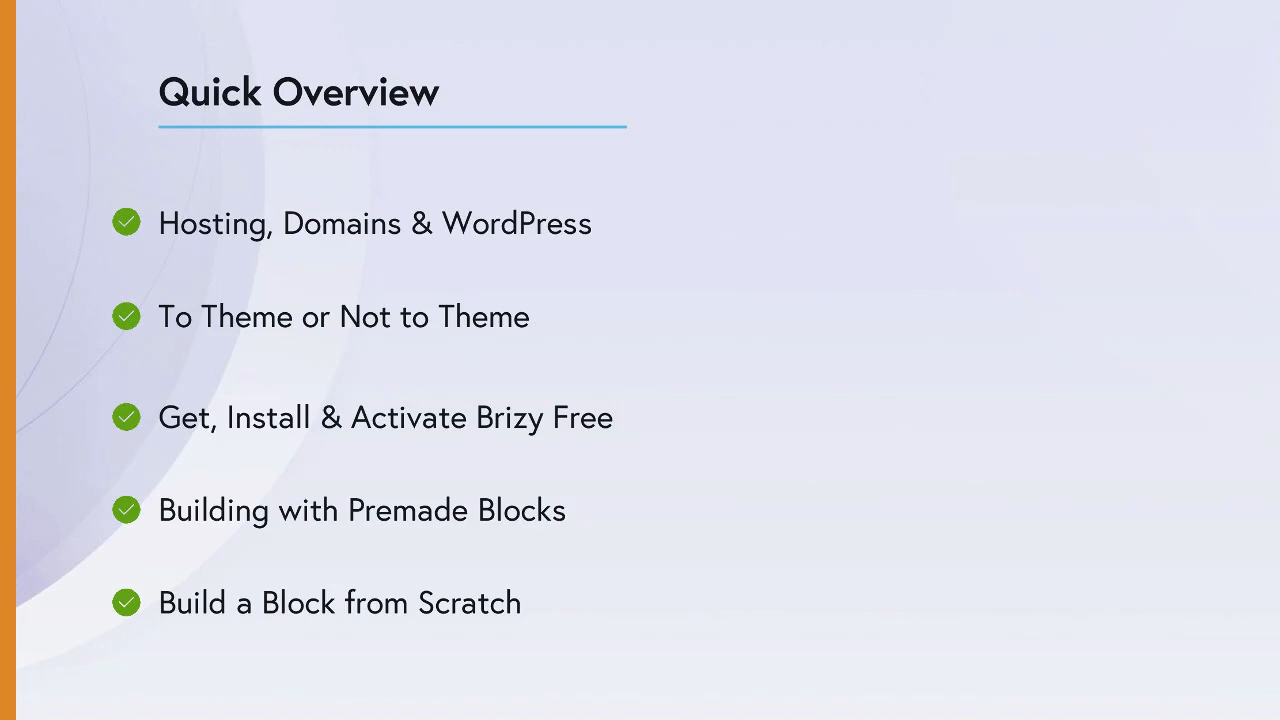 Quick Overview
Hosting, Domains & WordPress
To Theme or Not to Theme
Get, Install & Activate Brizy Free
Building with Premade Blocks
Build a Block from Scratch